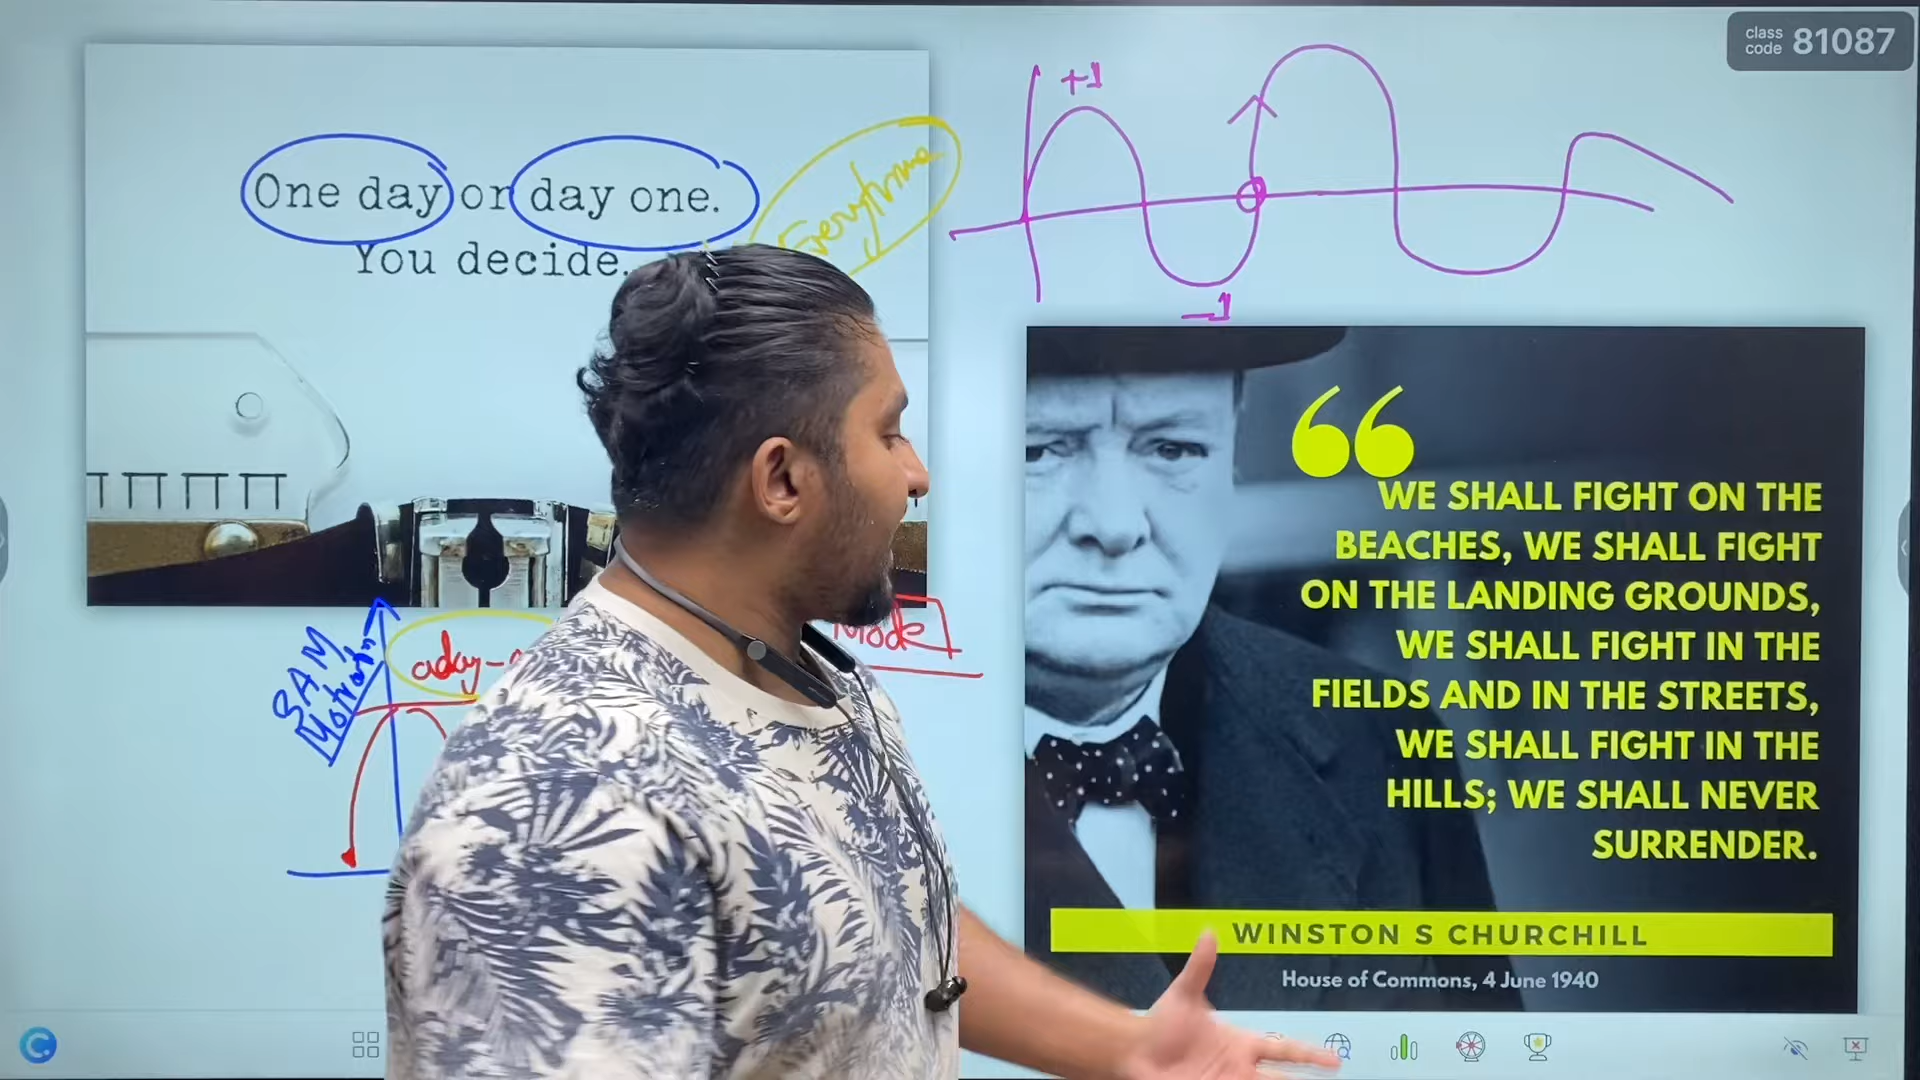 class
code 81087
One day or day one.
You decide.
+1
-1
WE SHALL FIGHT ON THE
BEACHES, WE SHALL FIGHT
ON THE LANDING GROUNDS,
WE SHALL FIGHT IN THE
FIELDS AND IN THE STREETS,
WE SHALL FIGHT IN THE
HILLS; WE SHALL NEVER
SURRENDER.
WINSTON S CHURCHILL
House of Commons, 4 June 1940
Mode